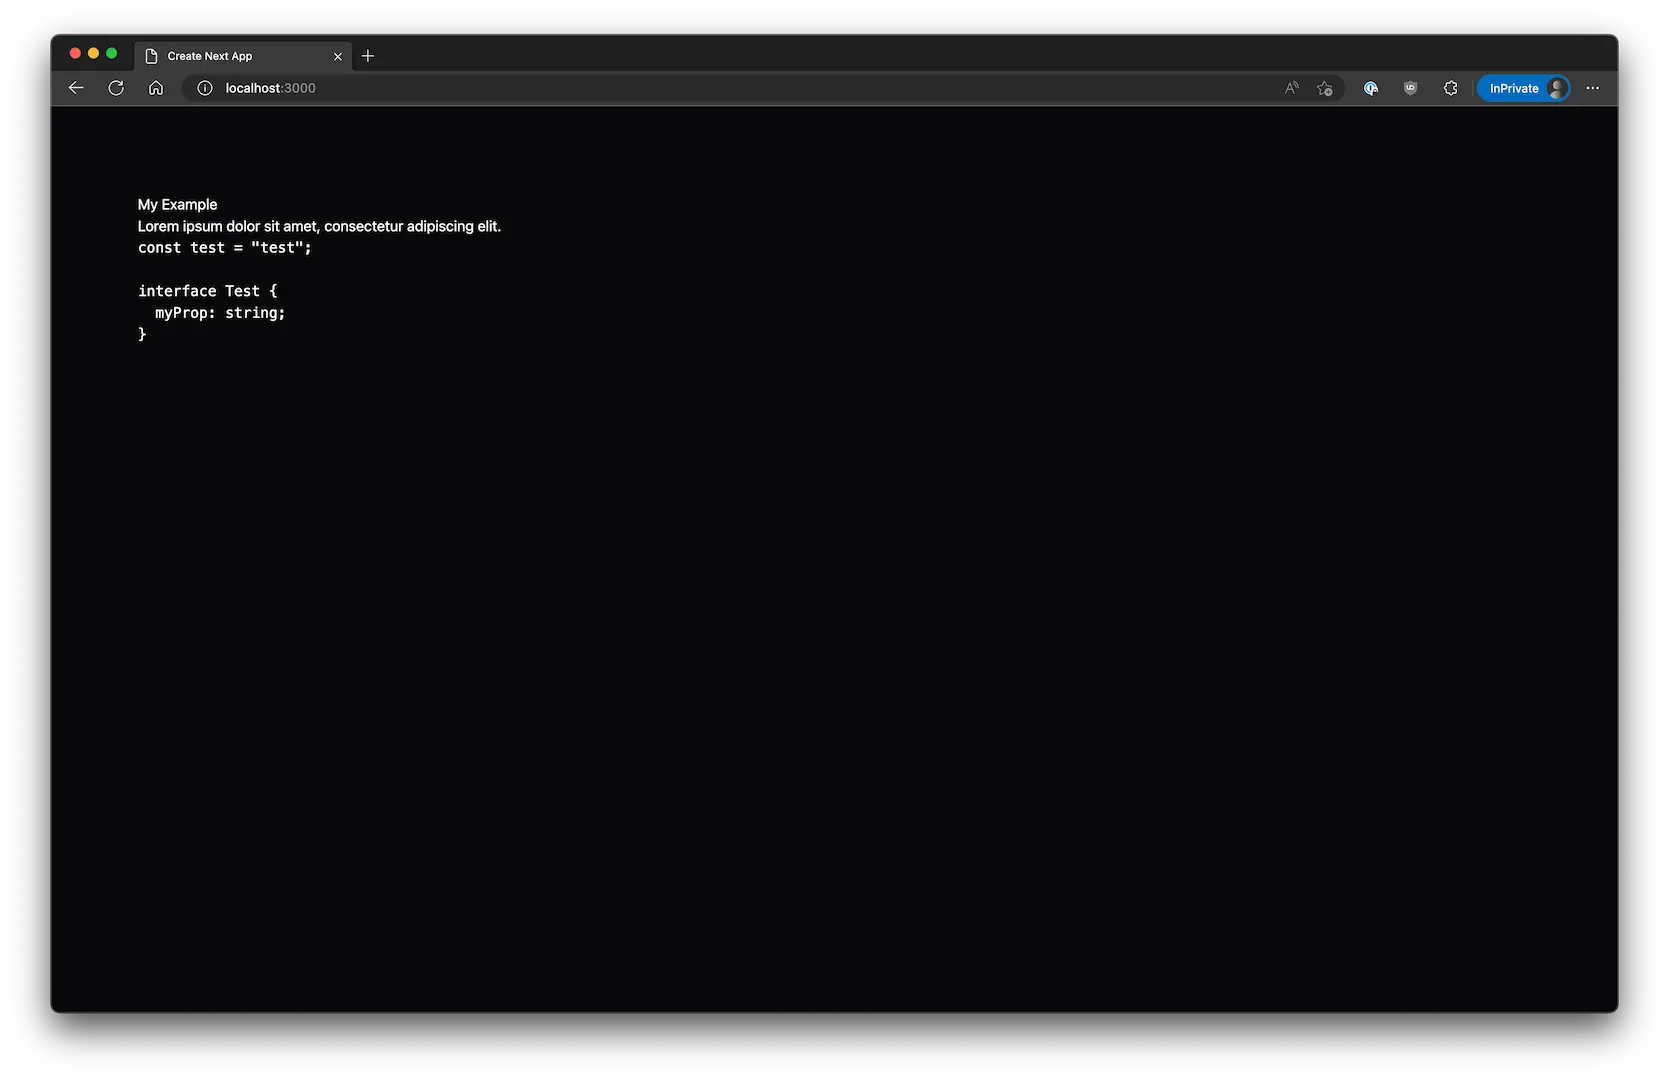 Create Next App
localhost:3000
InPrivate
My Example
Lorem ipsum dolor sit amet, consectetur adipiscing elit.
const test = "test";
interface Test {
  myProp: string;
}